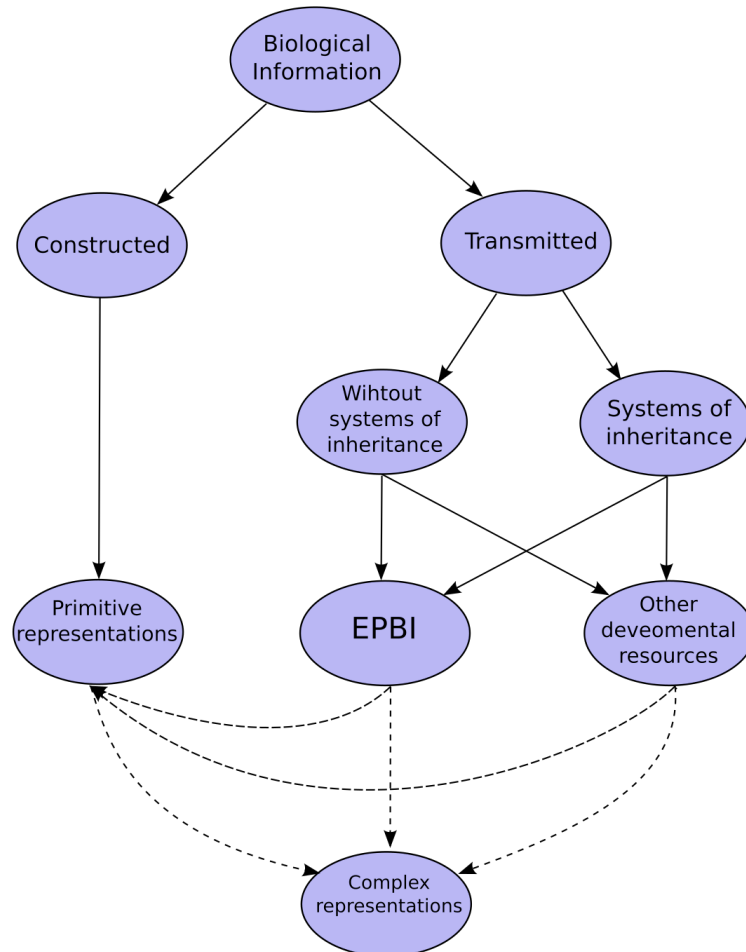 Biological
Information
Constructed
Transmitted
Wihtout
systems of
inheritance
Systems of
inheritance
Primitive
representations
EPBI
Other
deveomental
resources
Complex
representations